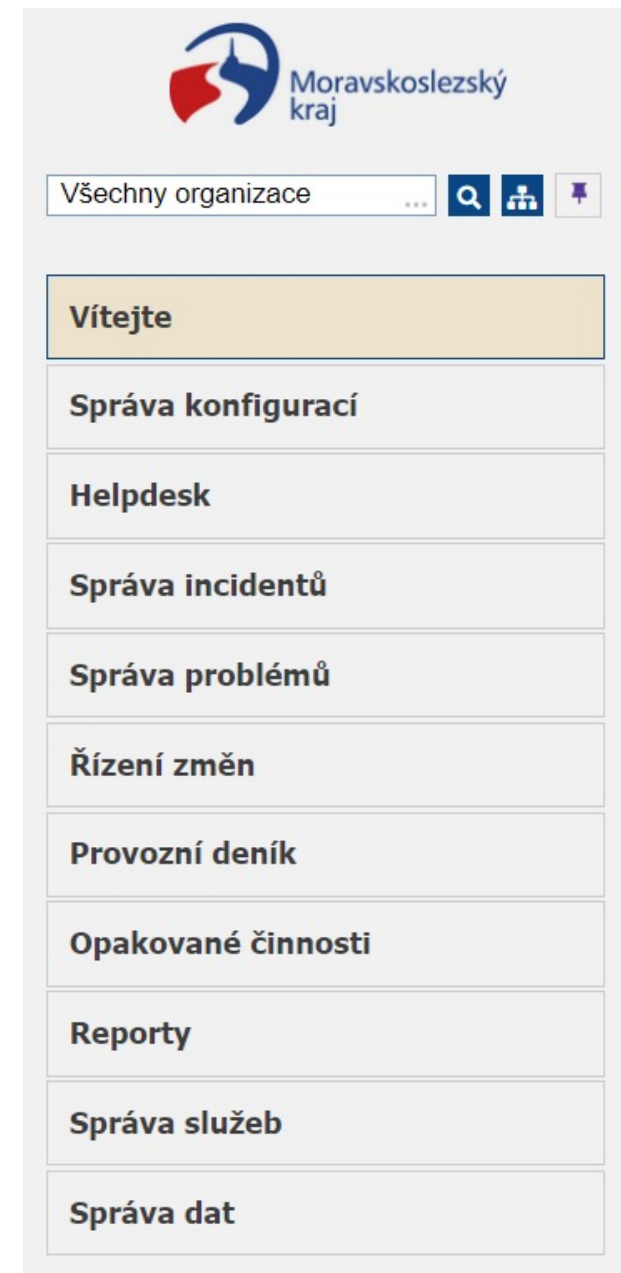 Moravskoslezský
kraj
Všechny organizace ...
Vítejte
Správa konfigurací
Helpdesk
Správa incidentů
Správa problémů
Řízení změn
Provozní deník
Opakované činnosti
Reporty
Správa služeb
Správa dat